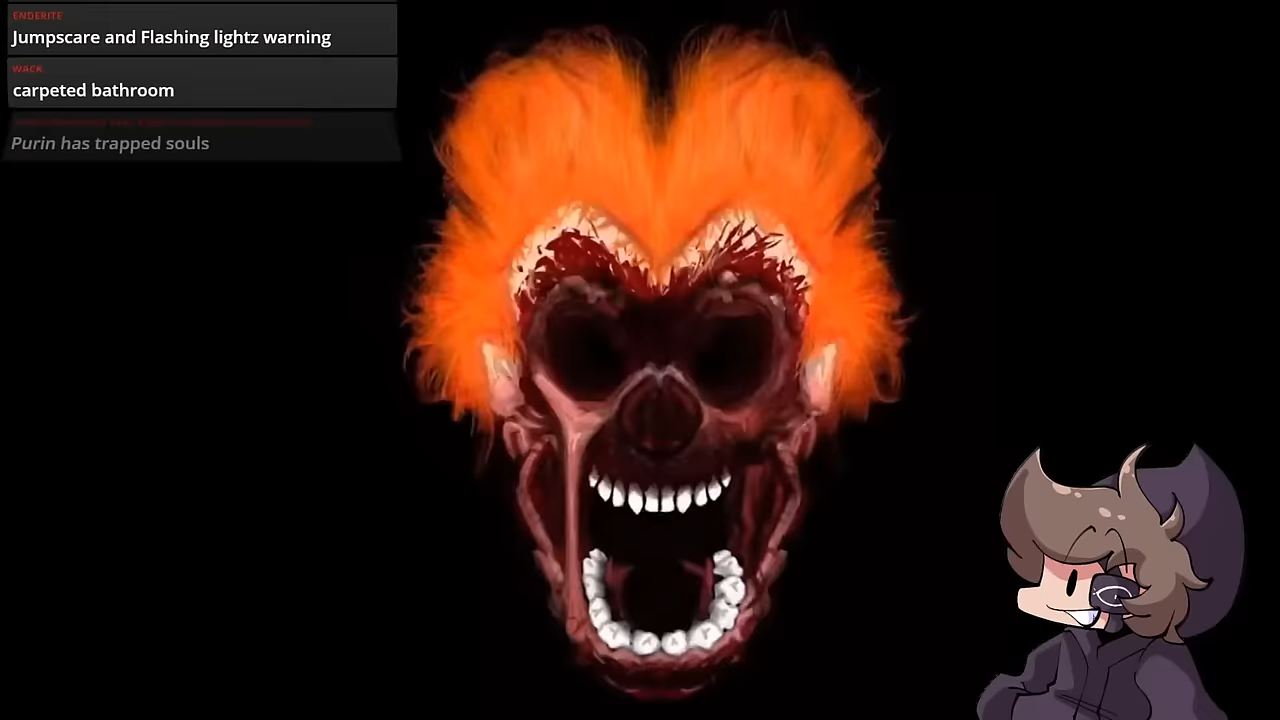 ENDERITE
Jumpscare and Flashing lightz warning
WACK
carpeted bathroom
Purin has trapped souls